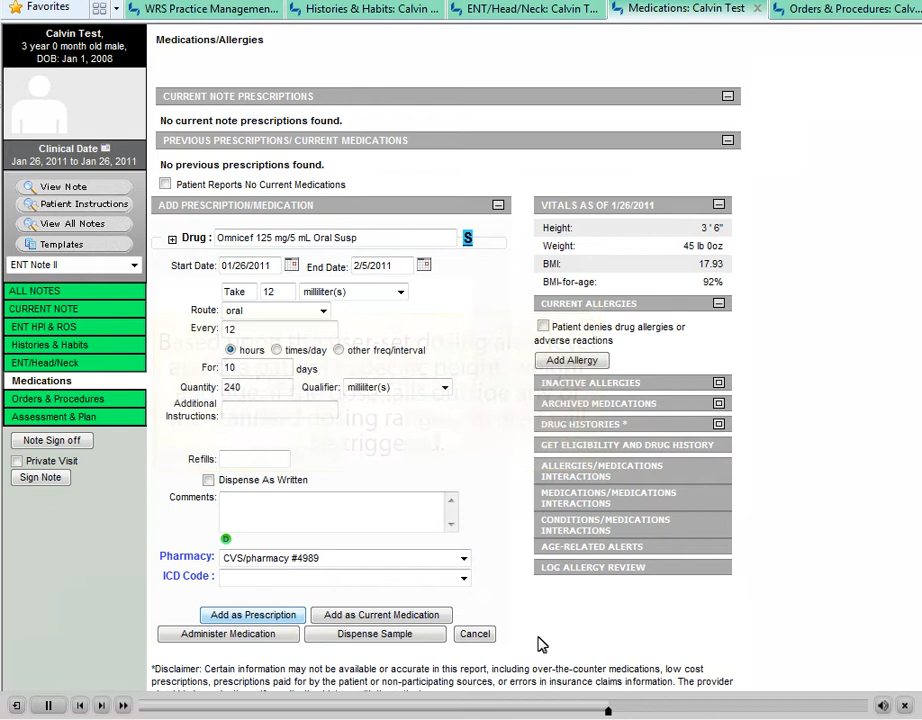 Favorites
WRS Practice Managemen...
Histories & Habits: Calvin ...
ENT/Head/Neck: Calvin T...
Medications: Calvin Test
Orders & Procedures: Calv...
Calvin Test,
3 year 0 month old male,
DOB: Jan 1, 2008
Clinical Date
Jan 26, 2011 to Jan 26, 2011
View Note
Patient Instructions
View All Notes
Templates
ENT Note II
ALL NOTES
CURRENT NOTE
ENT HPI & ROS
Histories & Habits
ENT/Head/Neck
Medications
Orders & Procedures
Assessment & Plan
Note Sign off
Private Visit
Sign Note
Medications/Allergies
CURRENT NOTE PRESCRIPTIONS
No current note prescriptions found.
PREVIOUS PRESCRIPTIONS/ CURRENT MEDICATIONS
No previous prescriptions found.
Patient Reports No Current Medications
ADD PRESCRIPTION/MEDICATION
Drug : Omnicef 125 mg/5 mL Oral Susp S
Start Date: 01/26/2011 End Date: 2/5/2011
Take 12 milliliter(s)
Route: oral
Every: 12
hours times/day other freq/interval
For: 10 days
Quantity: 240 Qualifier: milliliter(s)
Additional
Instructions:
Refills:
Dispense As Written
Comments:
D
Pharmacy: CVS/pharmacy #4989
ICD Code :
Add as Prescription Add as Current Medication
Administer Medication Dispense Sample Cancel
VITALS AS OF 1/26/2011
Height: 3 ' 6"
Weight: 45 lb 0oz
BMI: 17.93
BMI-for-age: 92%
CURRENT ALLERGIES
Patient denies drug allergies or
adverse reactions
Add Allergy
INACTIVE ALLERGIES
ARCHIVED MEDICATIONS
DRUG HISTORIES *
GET ELIGIBILITY AND DRUG HISTORY
ALLERGIES/MEDICATIONS
INTERACTIONS
MEDICATIONS/MEDICATIONS
INTERACTIONS
CONDITIONS/MEDICATIONS
INTERACTIONS
AGE-RELATED ALERTS
LOG ALLERGY REVIEW
*Disclaimer: Certain information may not be available or accurate in this report, including over-the-counter medications, low cost
prescriptions, prescriptions paid for by the patient or non-participating sources, or errors in insurance claims information. The provider